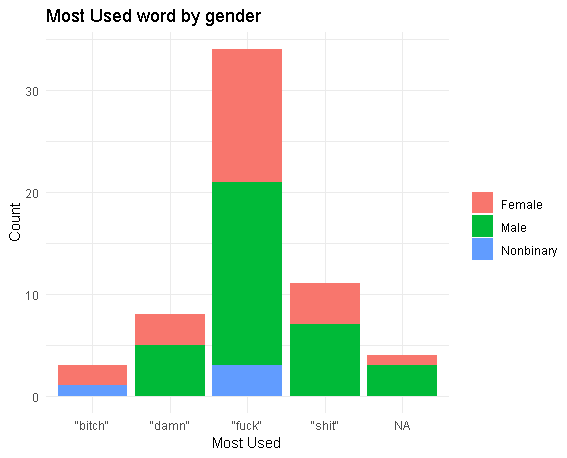 Most Used word by gender
Count
30
20
10
0
"bitch" "damn" "fuck" "shit" NA
Most Used
Female
Male
Nonbinary